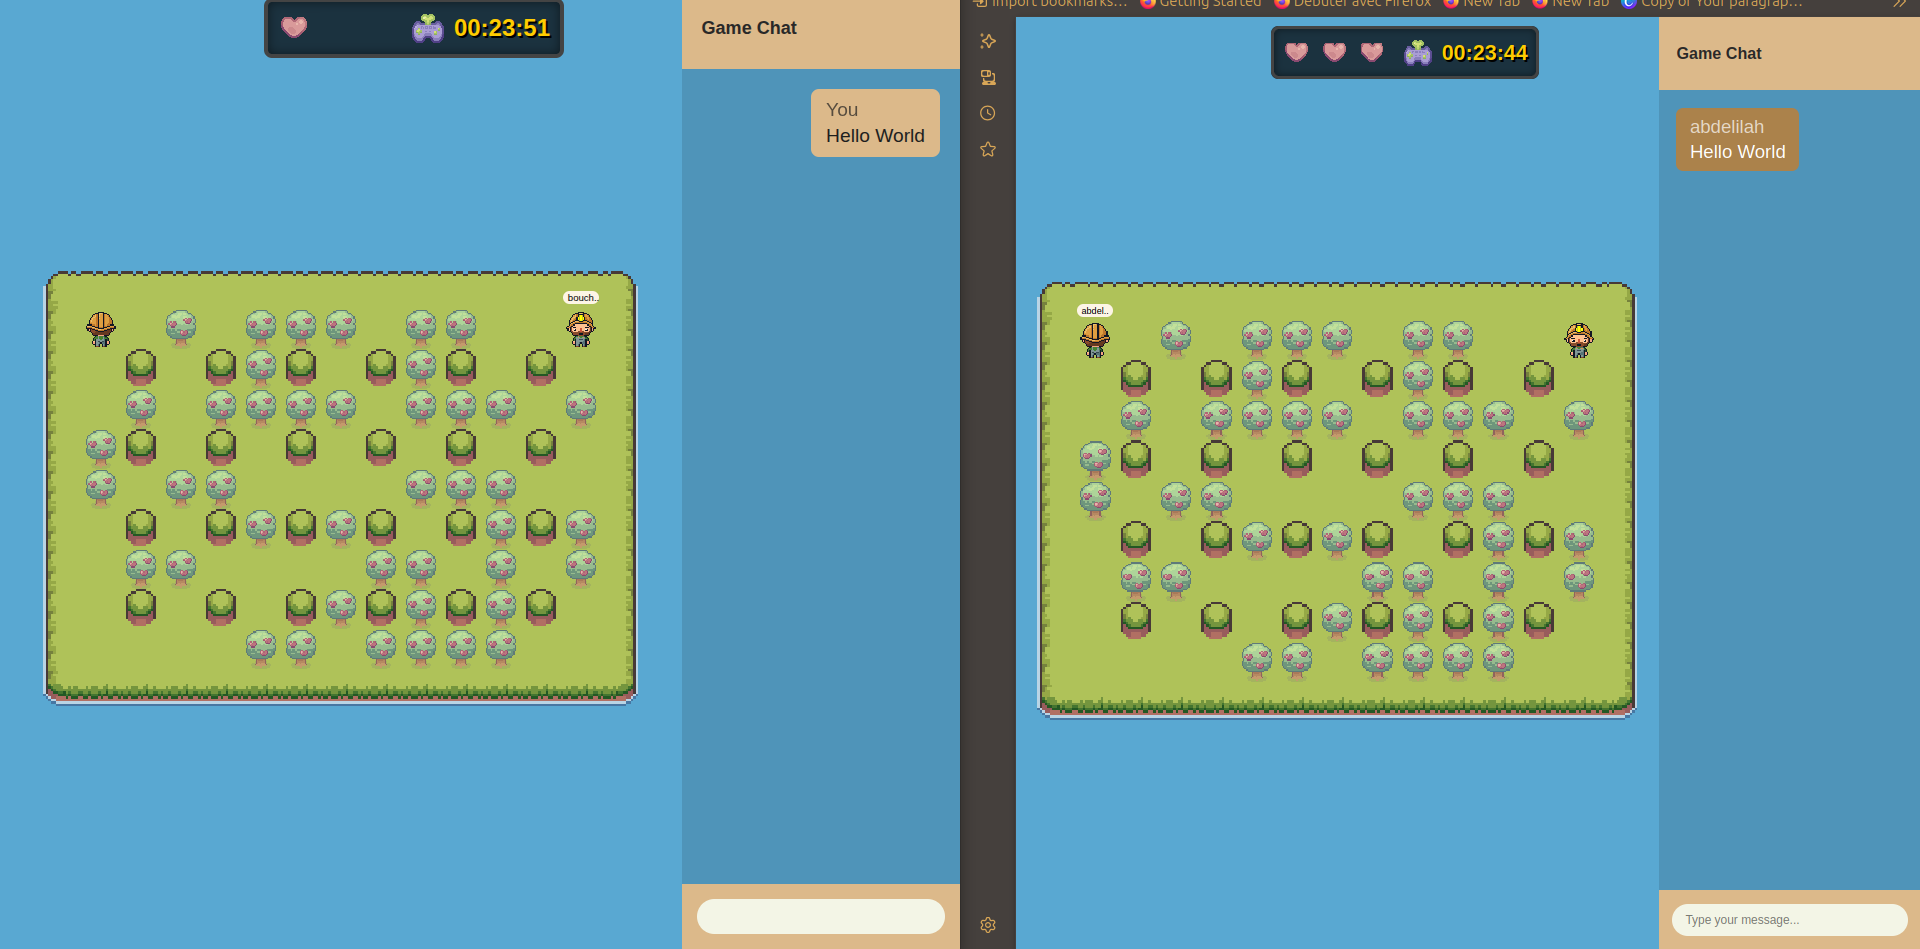 00:23:51
Game Chat
You
Hello World
bouch..
Import bookmarks...
Getting Started
Débuter avec Firefox
New Tab
New Tab
Copy of Your paragrap...
00:23:44
Game Chat
abdelilah
Hello World
abdel..
Type your message...